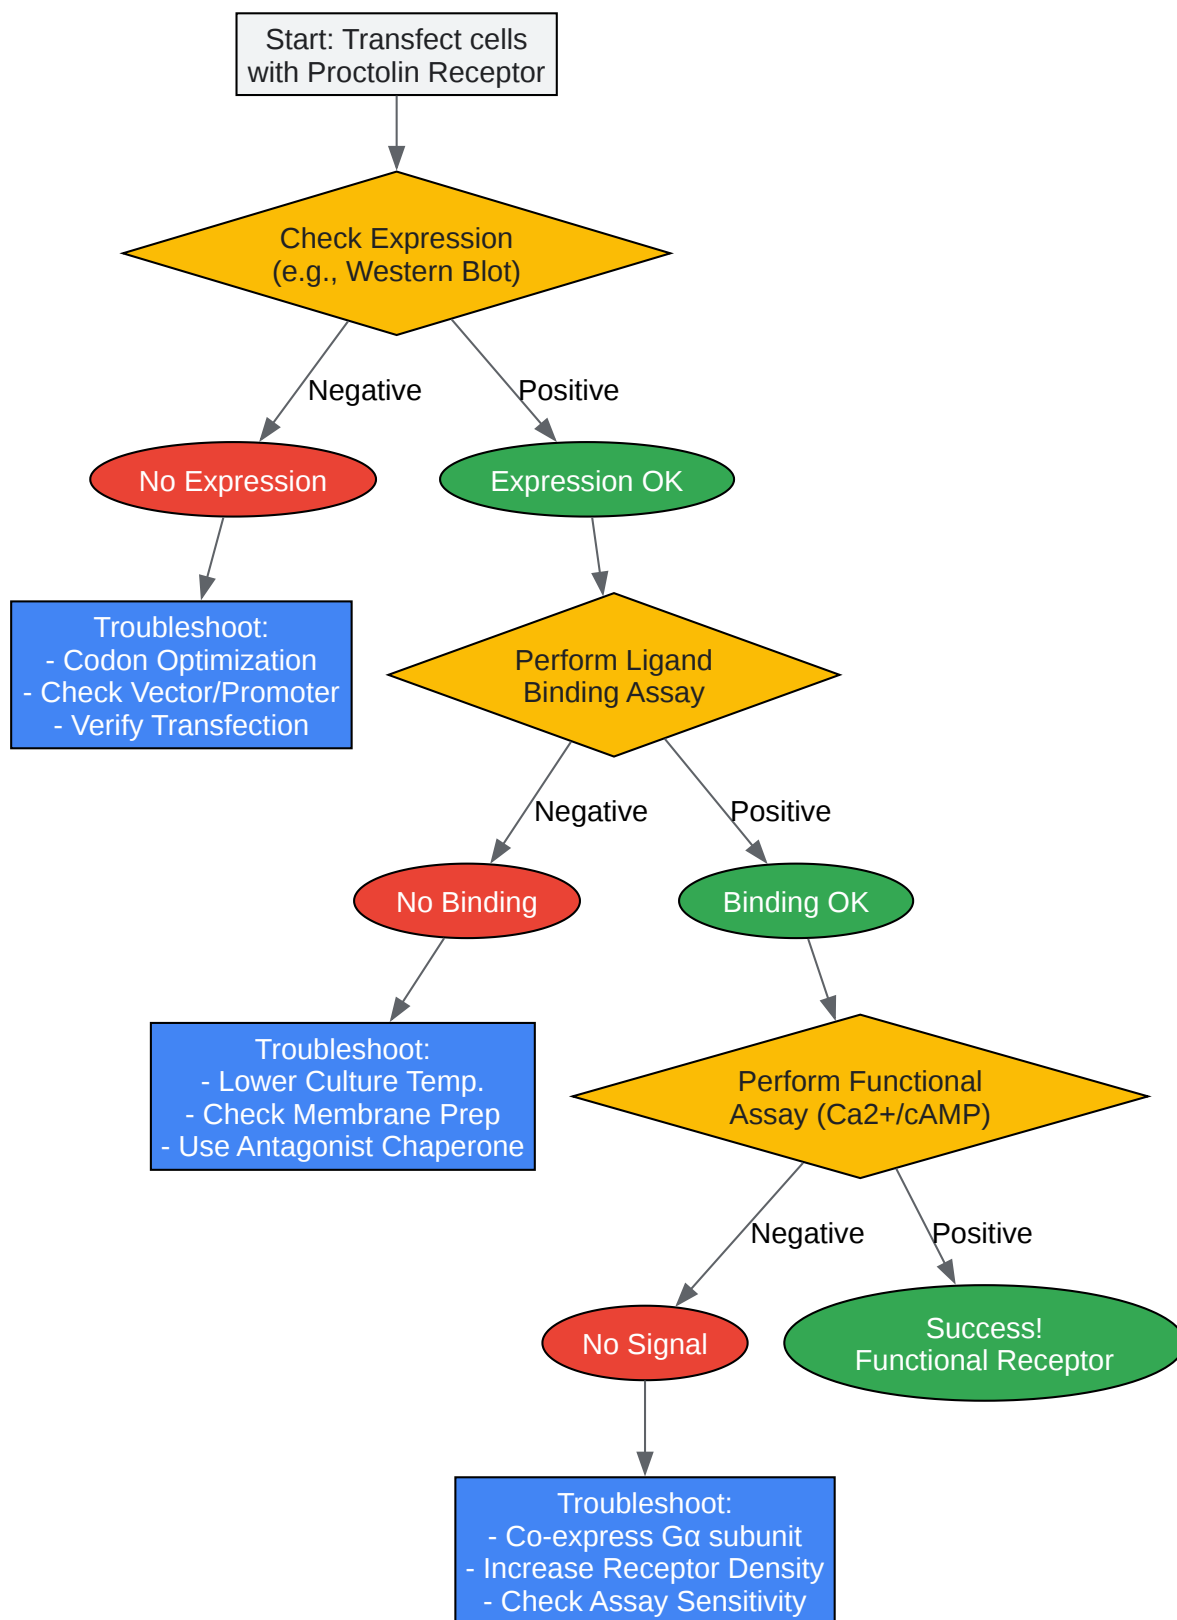 Start: Transfect cells
with Proctolin Receptor
Check Expression
(e.g., Western Blot)
Negative
Positive
No Expression
Expression OK
Troubleshoot:
- Codon Optimization
- Check Vector/Promoter
- Verify Transfection
Perform Ligand
Binding Assay
Negative
Positive
No Binding
Binding OK
Troubleshoot:
- Lower Culture Temp.
- Check Membrane Prep
- Use Antagonist Chaperone
Perform Functional
Assay (Ca2+/cAMP)
Negative
Positive
No Signal
Success!
Functional Receptor
Troubleshoot:
- Co-express Gα subunit
- Increase Receptor Density
- Check Assay Sensitivity